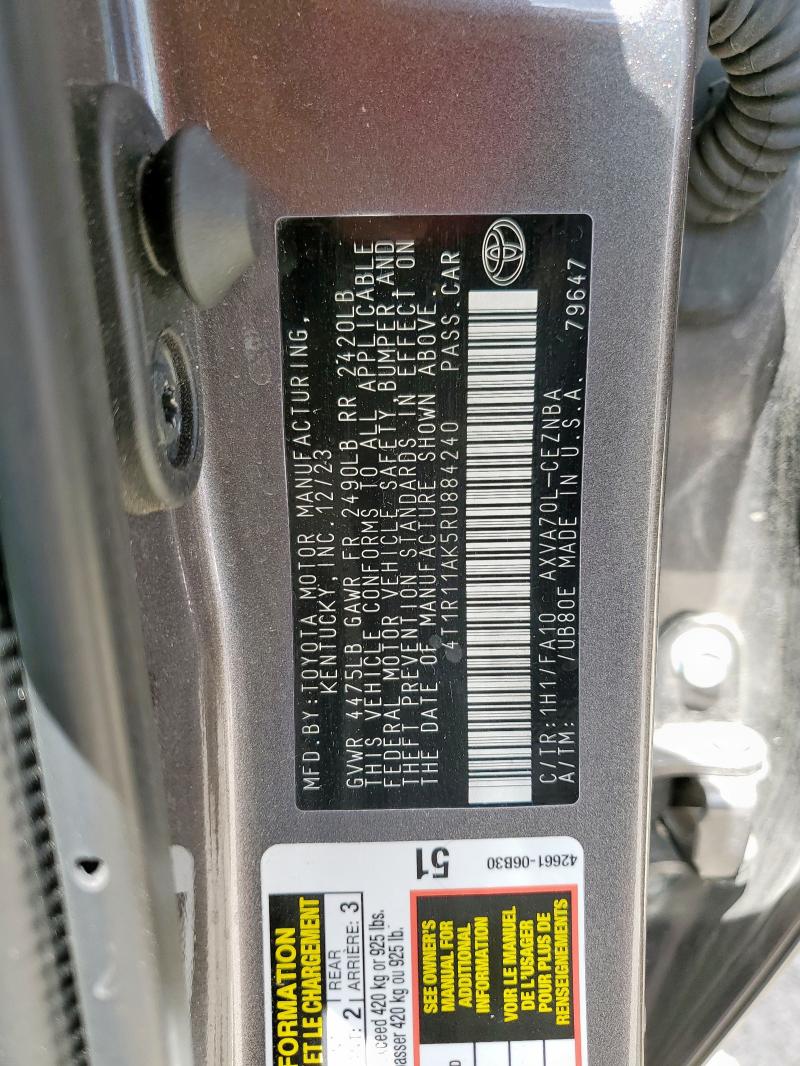 MFD.BY:TOYOTA MOTOR MANUFACTURING,
KENTUCKY, INC. 12/23
GVWR 4475LB GAWR FR 2490LB RR 2420LB
THIS VEHICLE CONFORMS TO ALL APPLICABLE
FEDERAL MOTOR VEHICLE SAFETY, BUMPER, AND
THEFT PREVENTION STANDARDS IN EFFECT ON
THE DATE OF MANUFACTURE SHOWN ABOVE.
4T1R11AK5RU884240 PASS.CAR
C/TR:1H1/FA10 AXVA70L-CEZNBA
A/TM: /UB80E MADE IN U.S.A. 79647
51
42661-06B30
FORMATION
ET LE CHARGEMENT
2
REAR
ARRIÈRE: 3
ceed 420 kg or 925 lbs.
passer 420 kg ou 925 lb.
SEE OWNER'S
MANUAL FOR
ADDITIONAL
INFORMATION
VOIR LE MANUEL
DE L'USAGER
POUR PLUS DE
RENSEIGNEMENTS